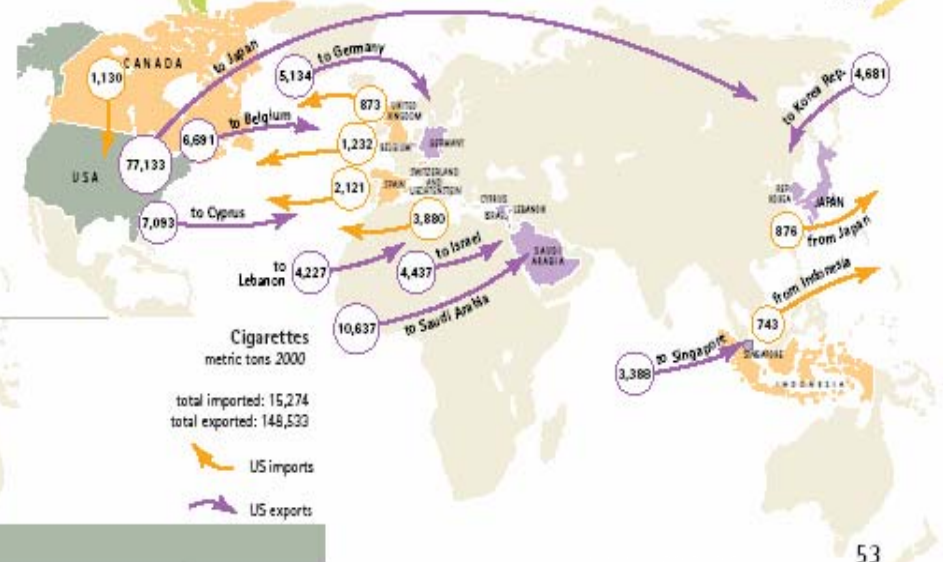 CANADA
1,130
to Japan
5,134
to Germany
4,681
to Korea Rep.
873
UNITED
KINGDOM
6,691
to Belgium
1,232
BELGIUM
GERMANY
77,133
USA
2,121
SPAIN
SWITZERLAND
AND
LIECHTENSTEIN
7,093
to Cyprus
3,880
CYPRUS
ISRAEL
LEBANON
REP.
KOREA
JAPAN
876
from Japan
to
Lebanon
4,227
4,437
to Israel
SAUDI
ARABIA
from Indonesia
10,637
to Saudi Arabia
743
3,388
to Singapore
SINGAPORE
INDONESIA
Cigarettes
metric tons 2000
total imported: 15,274
total exported: 148,533
US imports
US exports
53